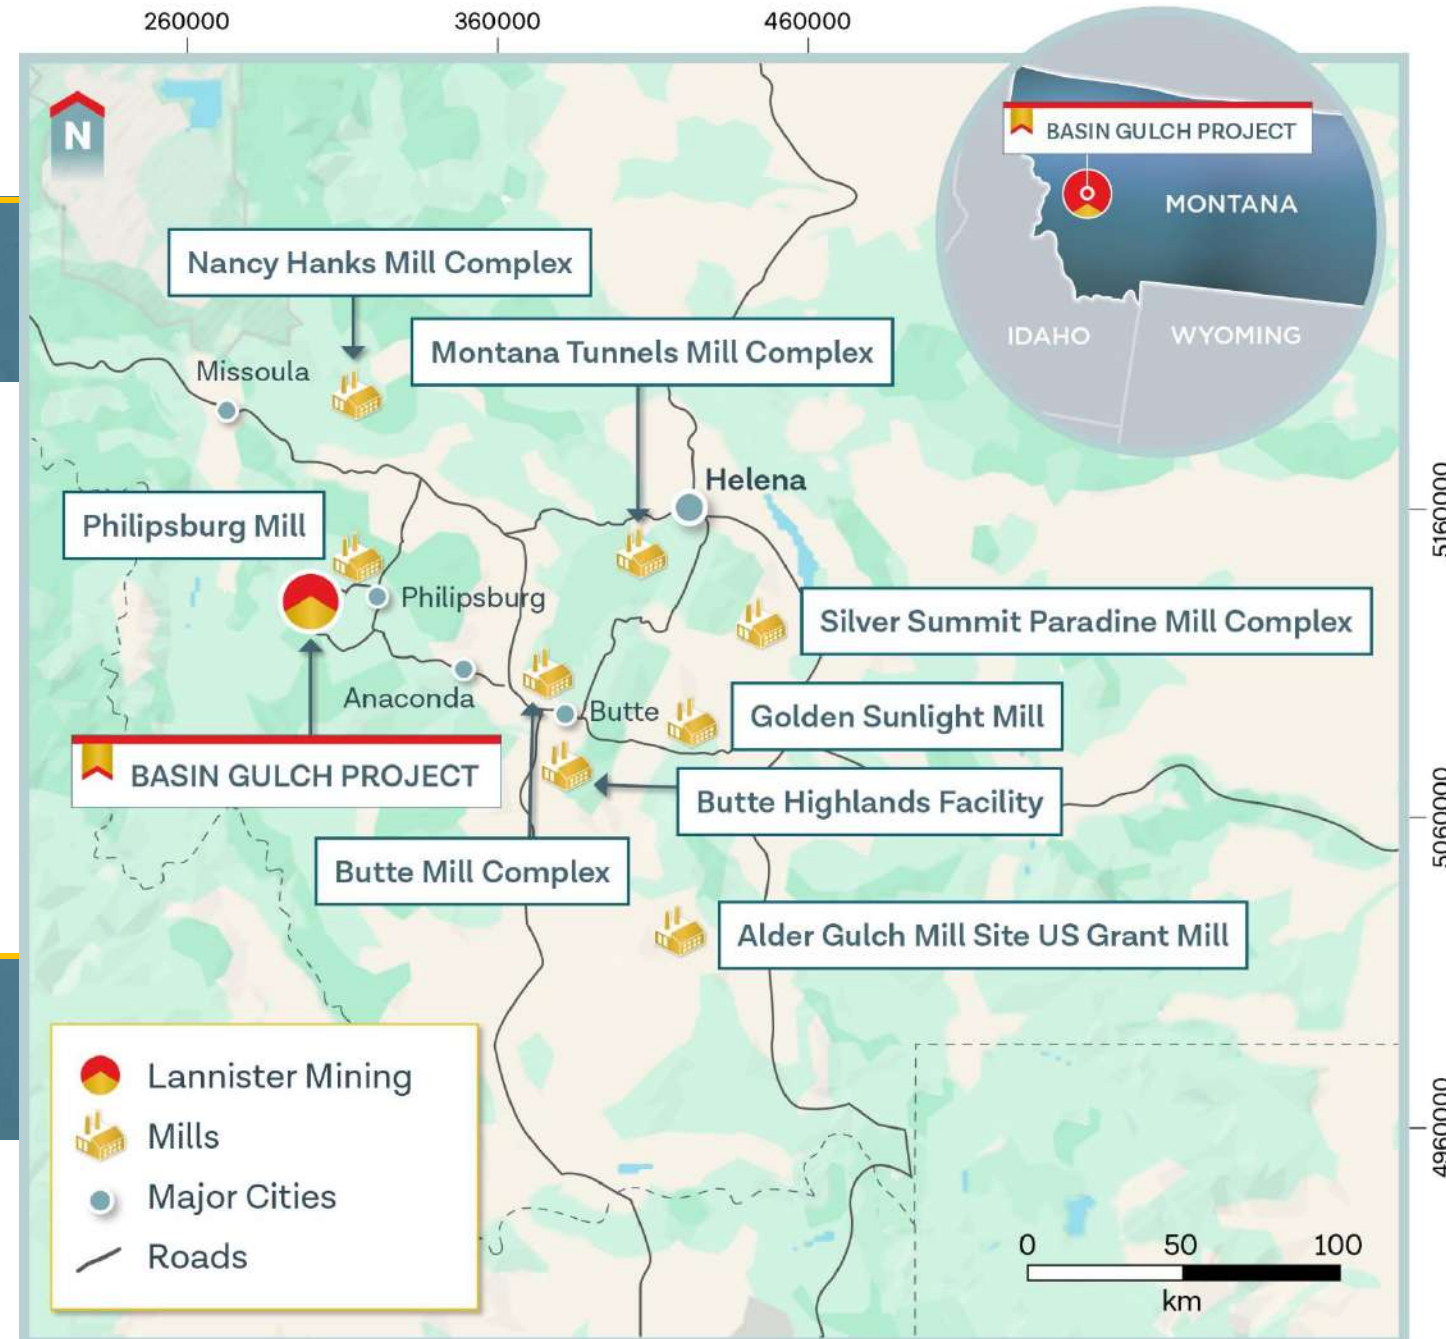 260000
360000
460000
N
BASIN GULCH PROJECT
MONTANA
IDAHO
WYOMING
Nancy Hanks Mill Complex
Montana Tunnels Mill Complex
Missoula
Helena
5160000
Philipsburg Mill
Philipsburg
Silver Summit Paradine Mill Complex
Anaconda
Butte
Golden Sunlight Mill
BASIN GULCH PROJECT
Butte Highlands Facility
5060000
Butte Mill Complex
Alder Gulch Mill Site US Grant Mill
Lannister Mining
Mills
Major Cities
Roads
4960000
0
50
100
km